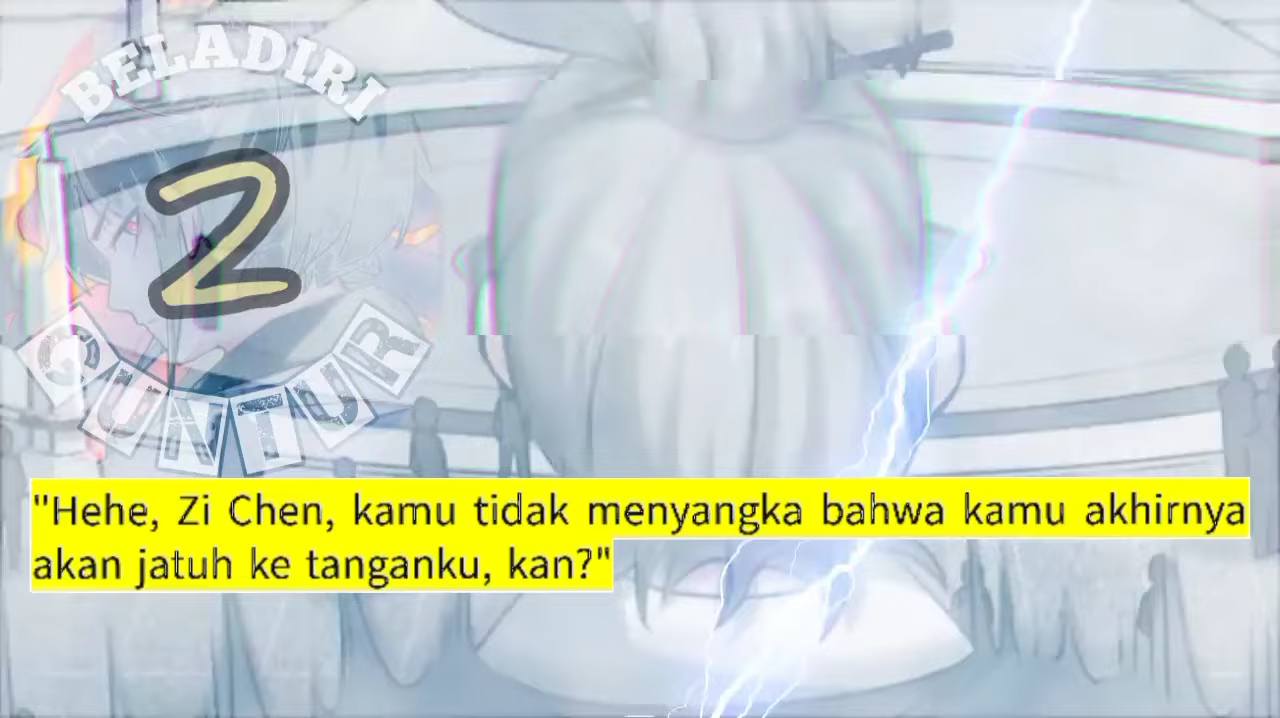 BELADIRI
2
GUNTUR
"Hehe, Zi Chen, kamu tidak menyangka bahwa kamu akhirnya
akan jatuh ke tanganku, kan?"